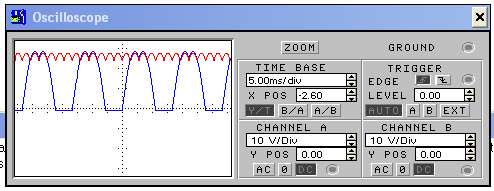 Oscilloscope
ZOOM
GROUND
TIME BASE
5.00ms/div
X POS -2.60
Y/T B/A A/B
TRIGGER
EDGE
LEVEL 0.00
AUTO A B EXT
CHANNEL A
10 V/Div
Y POS 0.00
AC 0 DC
CHANNEL B
10 V/Div
Y POS 0.00
AC 0 DC